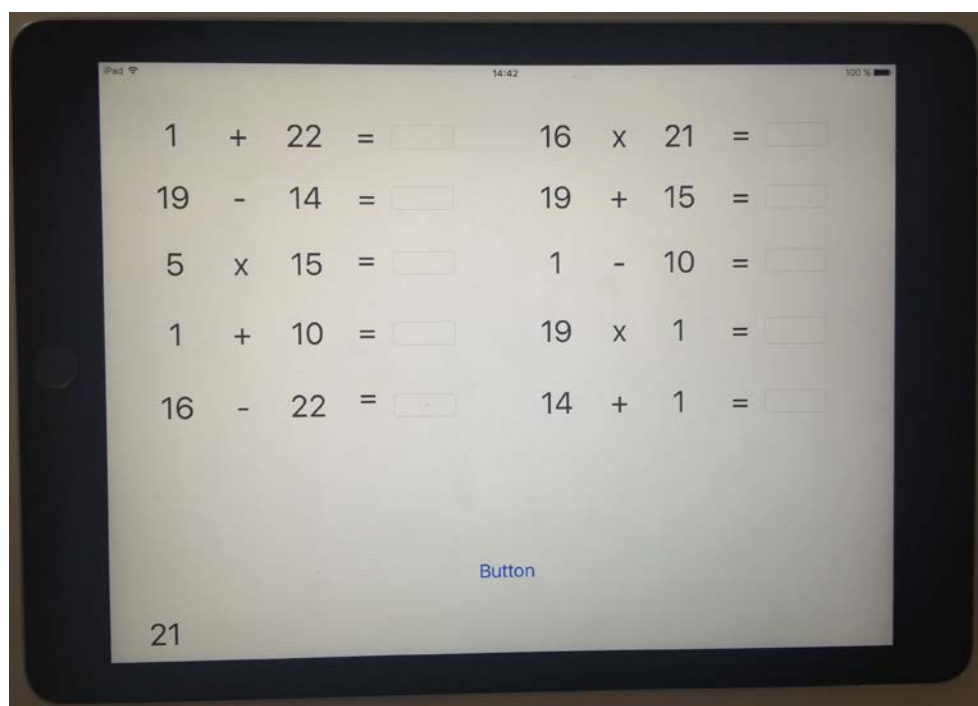 iPad 14:42 100 %
1 + 22 = 16 x 21 =
19 - 14 = 19 + 15 =
5 x 15 = 1 - 10 =
1 + 10 = 19 x 1 =
16 - 22 = 14 + 1 =
Button
21